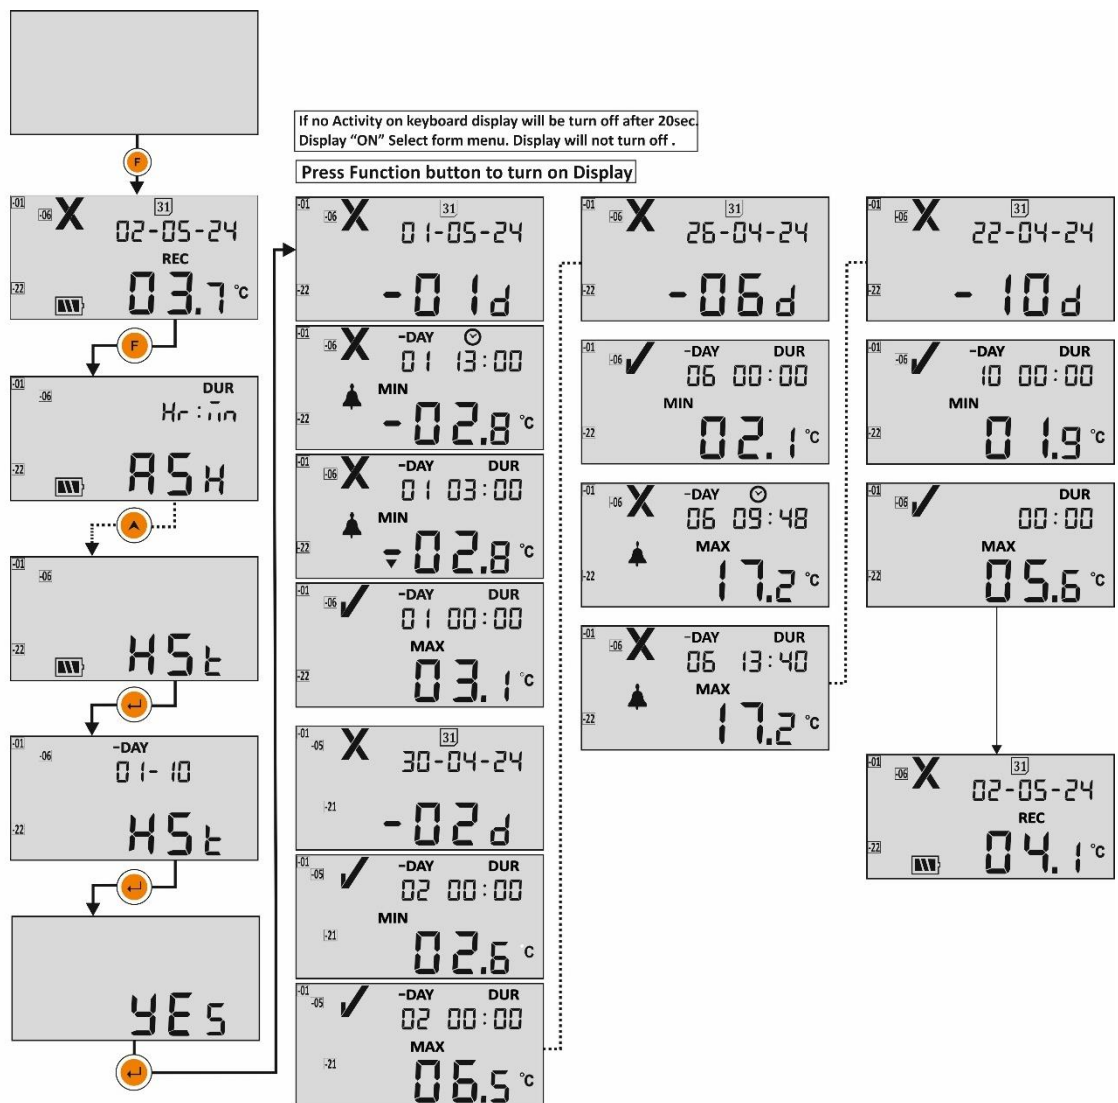 If no Activity on keyboard display will be turn off after 20sec.
Display “ON” Select form menu. Display will not turn off .
Press Function button to turn on Display
F
-01 -06 X 31
02-05-24
REC
-22 03.7 °C
F
-01 -06 DUR
Hr:mn
-22 ASH
-01 -06
-22 HSt
-01 -06 -DAY
01-10
-22 HSt
YES
-01 -06 X 31
01-05-24
-22 -01d
-01 -06 X -DAY
01 13:00
MIN
-22 -02.8 °C
-01 -06 X -DAY DUR
01 03:00
MIN
-22 -02.8 °C
-01 -06 -DAY DUR
01 00:00
MAX
-22 03.1 °C
-01 -05 X 31
30-04-24
-21 -02d
-01 -05 -DAY DUR
02 00:00
MIN
-21 02.6 °C
-01 -05 -DAY DUR
02 00:00
MAX
-21 06.5 °C
-01 -06 X 31
26-04-24
-22 -06d
-01 -06 -DAY DUR
06 00:00
MIN
-22 02.1 °C
-01 -06 X -DAY
06 09:48
MAX
-22 17.2 °C
-01 -06 X -DAY DUR
06 13:40
MAX
-22 17.2 °C
-01 -06 X 31
22-04-24
-22 -10d
-01 -06 -DAY DUR
10 00:00
MIN
-22 01.9 °C
-01 -06 DUR
00:00
MAX
-22 05.6 °C
-01 -06 X 31
02-05-24
REC
-22 04.1 °C